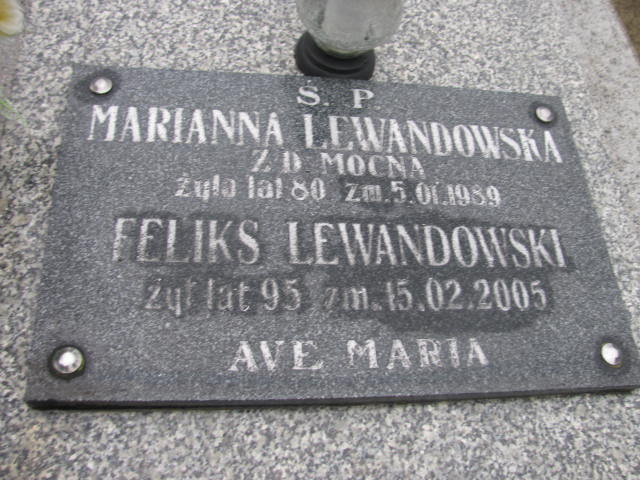 Ś. P.
MARIANNA LEWANDOWSKA
Z D. MOCNA
żyła lat 80 zm. 5.01.1989
FELIKS LEWANDOWSKI
żył lat 95 zm. 15.02.2005
AVE MARIA